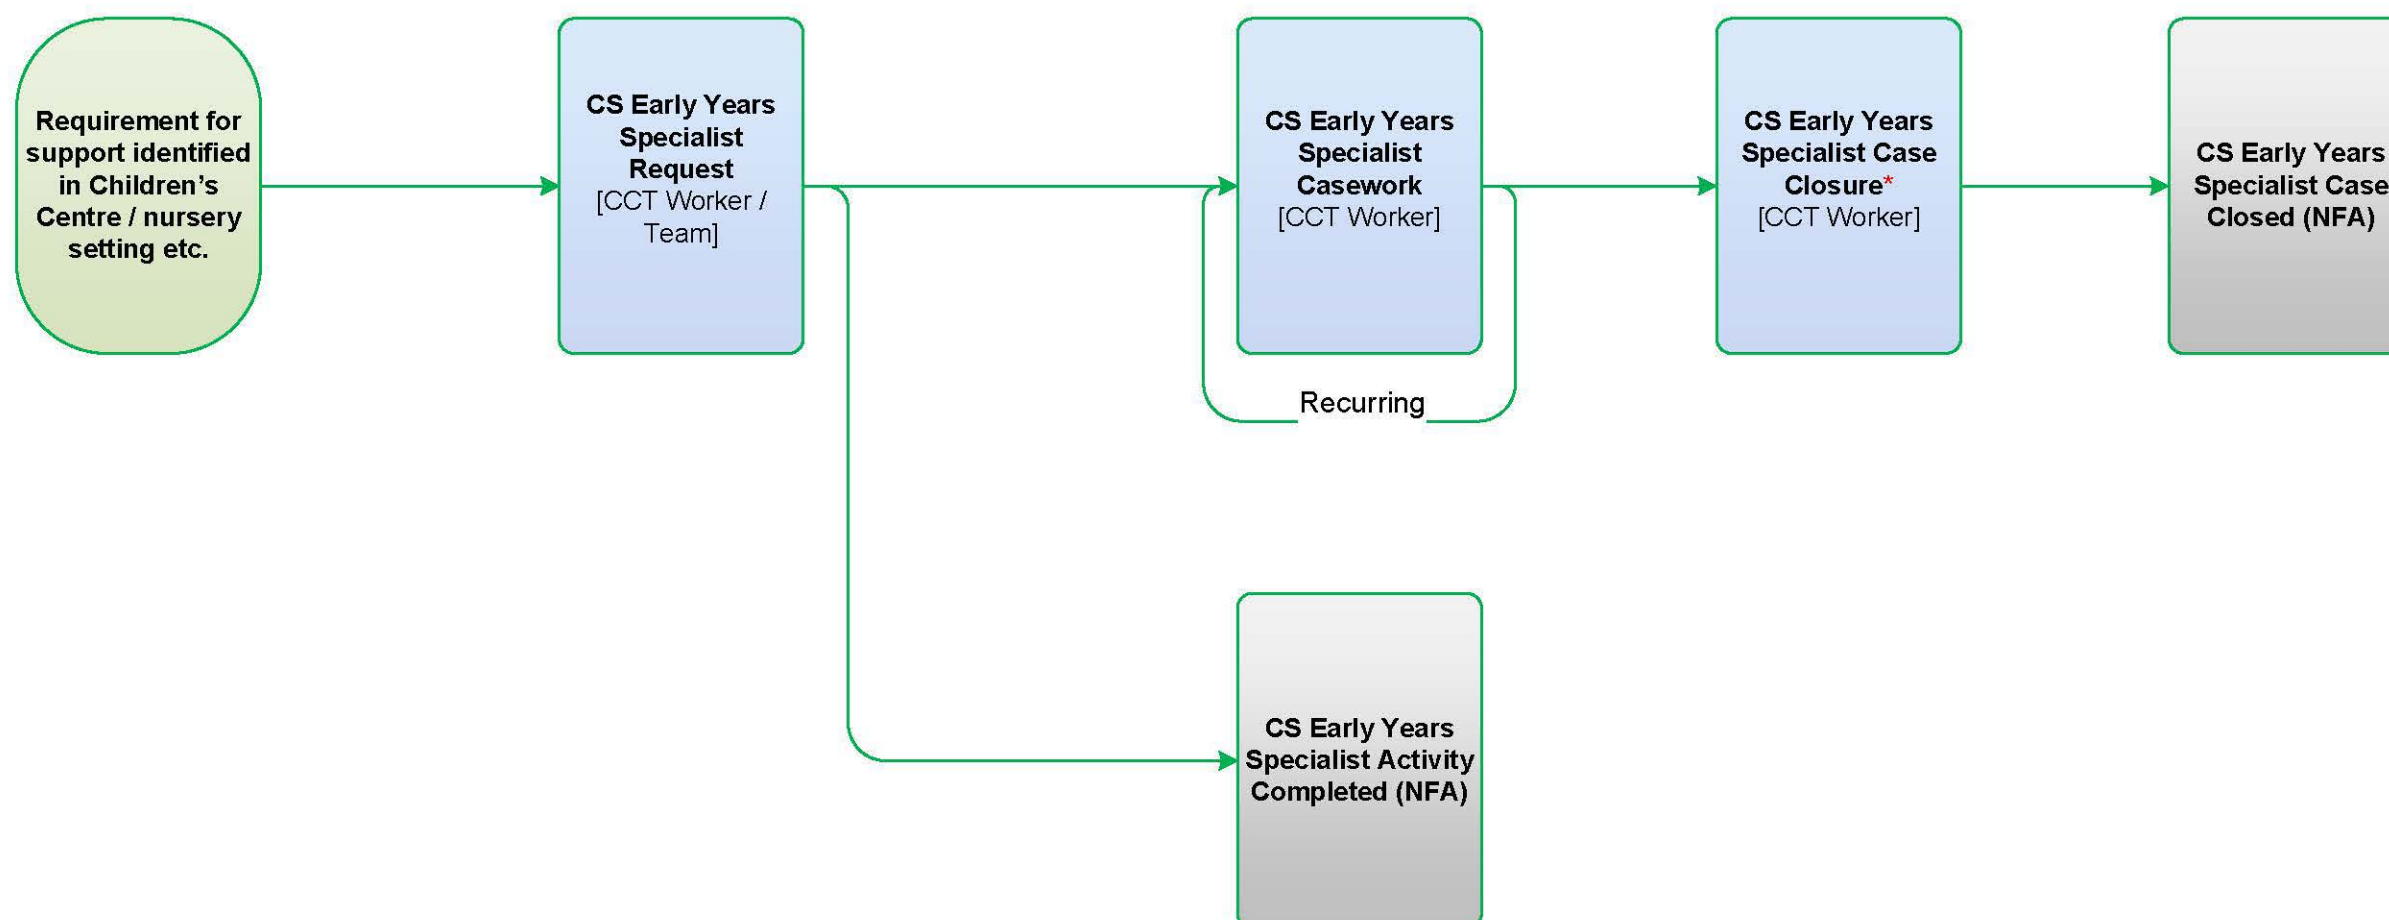 Requirement for
support identified
in Children’s
Centre / nursery
setting etc.
CS Early Years
Specialist
Request
[CCT Worker /
Team]
CS Early Years
Specialist
Casework
[CCT Worker]
Recurring
CS Early Years
Specialist Case
Closure*
[CCT Worker]
CS Early Years
Specialist Case
Closed (NFA)
CS Early Years
Specialist Activity
Completed (NFA)